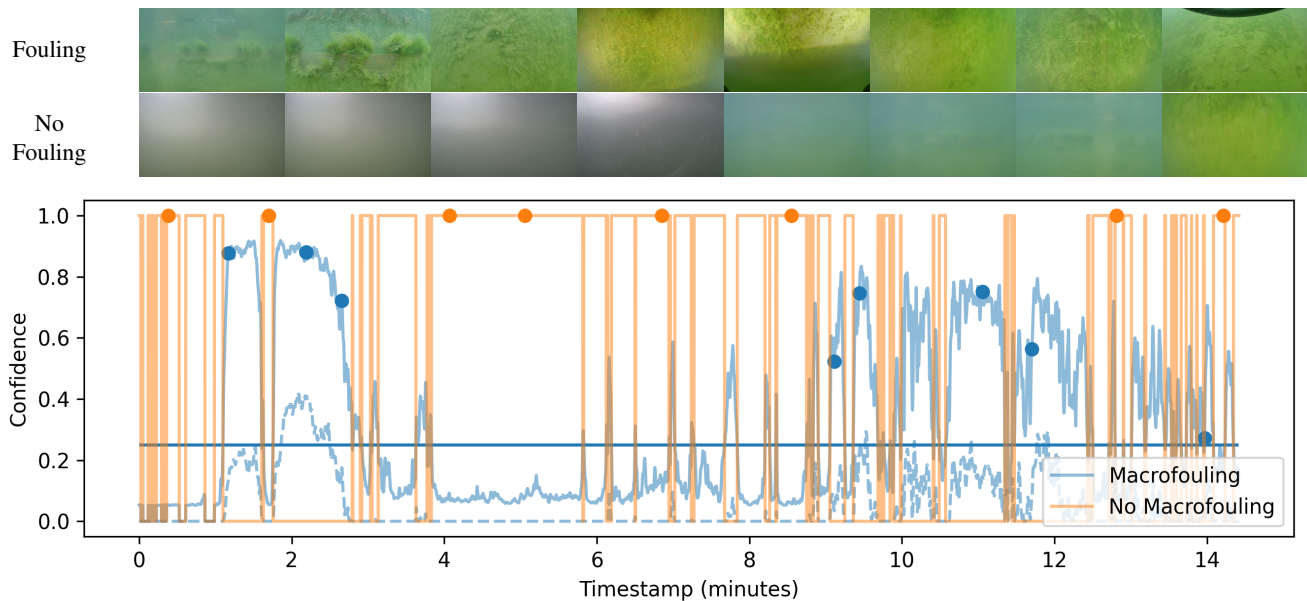 Fouling
No
Fouling
1.0
0.8
0.6
0.4
0.2
0.0
Confidence
Macrofouling
No Macrofouling
0 2 4 6 8 10 12 14
Timestamp (minutes)